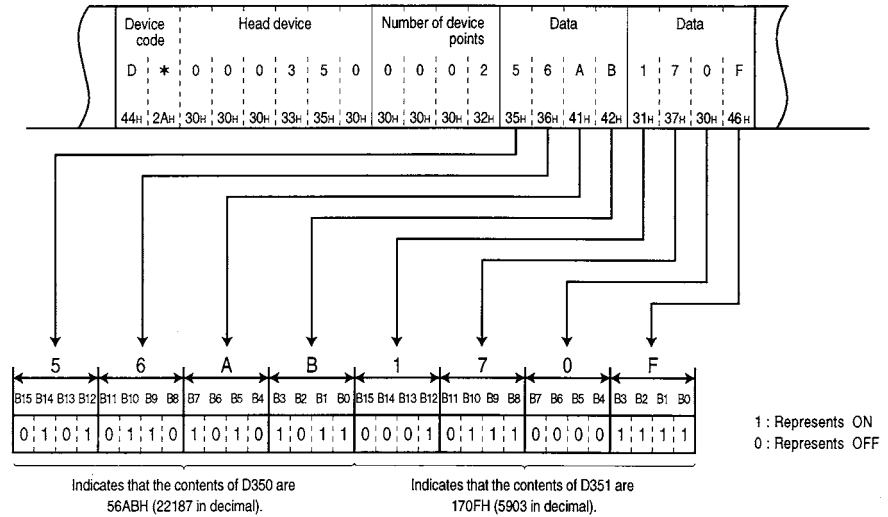 Device code Head device Number of device points Data Data
D * 0 0 0 3 5 0 0 0 0 2 5 6 A B 1 7 0 F
44H 2AH 30H 30H 30H 33H 35H 30H 30H 30H 30H 32H 35H 36H 41H 42H 31H 37H 30H 46H
5 6 A B 1 7 0 F
B15 B14 B13 B12 B11 B10 B9 B8 B7 B6 B5 B4 B3 B2 B1 B0 B15 B14 B13 B12 B11 B10 B9 B8 B7 B6 B5 B4 B3 B2 B1 B0
0 1 0 1 0 1 1 0 1 0 1 0 1 0 1 1 0 0 0 1 0 1 1 1 0 0 0 0 1 1 1 1
1 : Represents ON
0 : Represents OFF
Indicates that the contents of D350 are
56ABH (22187 in decimal).
Indicates that the contents of D351 are
170FH (5903 in decimal).